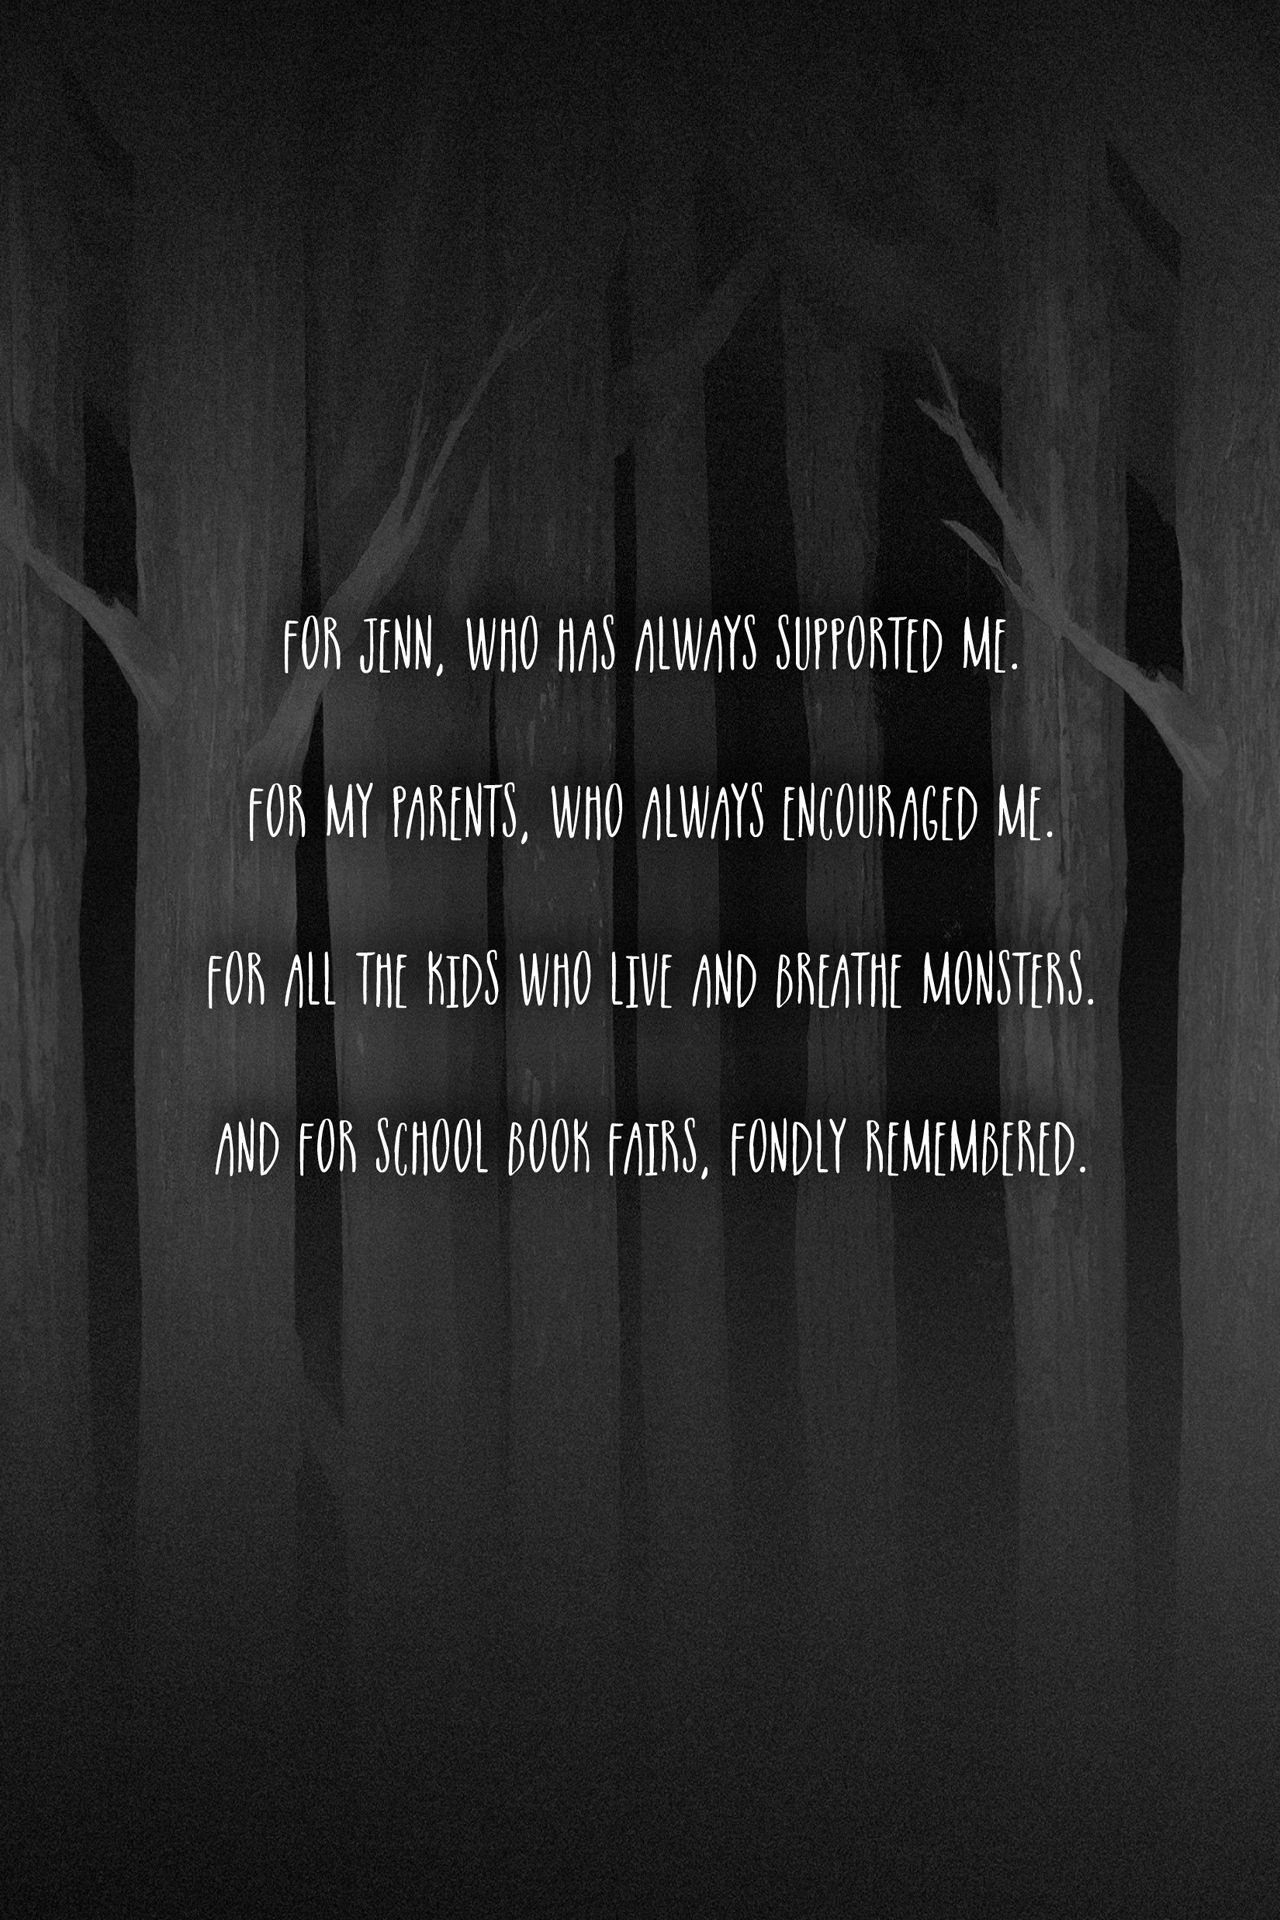 FOR JENN, WHO HAS ALWAYS SUPPORTED ME.
FOR MY PARENTS, WHO ALWAYS ENCOURAGED ME.
FOR ALL THE KIDS WHO LIVE AND BREATHE MONSTERS.
AND FOR SCHOOL BOOK FAIRS, FONDLY REMEMBERED.